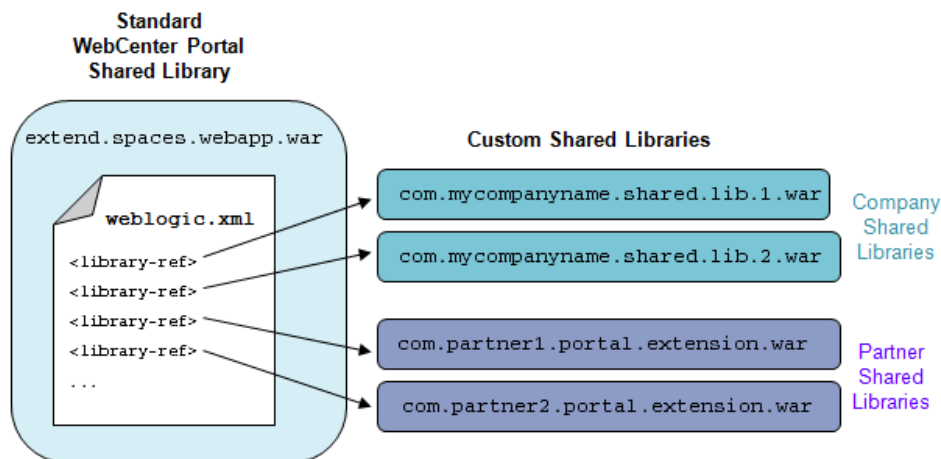 Standard
WebCenter Portal
Shared Library
extend.spaces.webapp.war
weblogic.xml
<library-ref>
<library-ref>
<library-ref>
<library-ref>
...
Custom Shared Libraries
com.mycompanyname.shared.lib.1.war
com.mycompanyname.shared.lib.2.war
Company
Shared
Libraries
com.partner1.portal.extension.war
com.partner2.portal.extension.war
Partner
Shared
Libraries